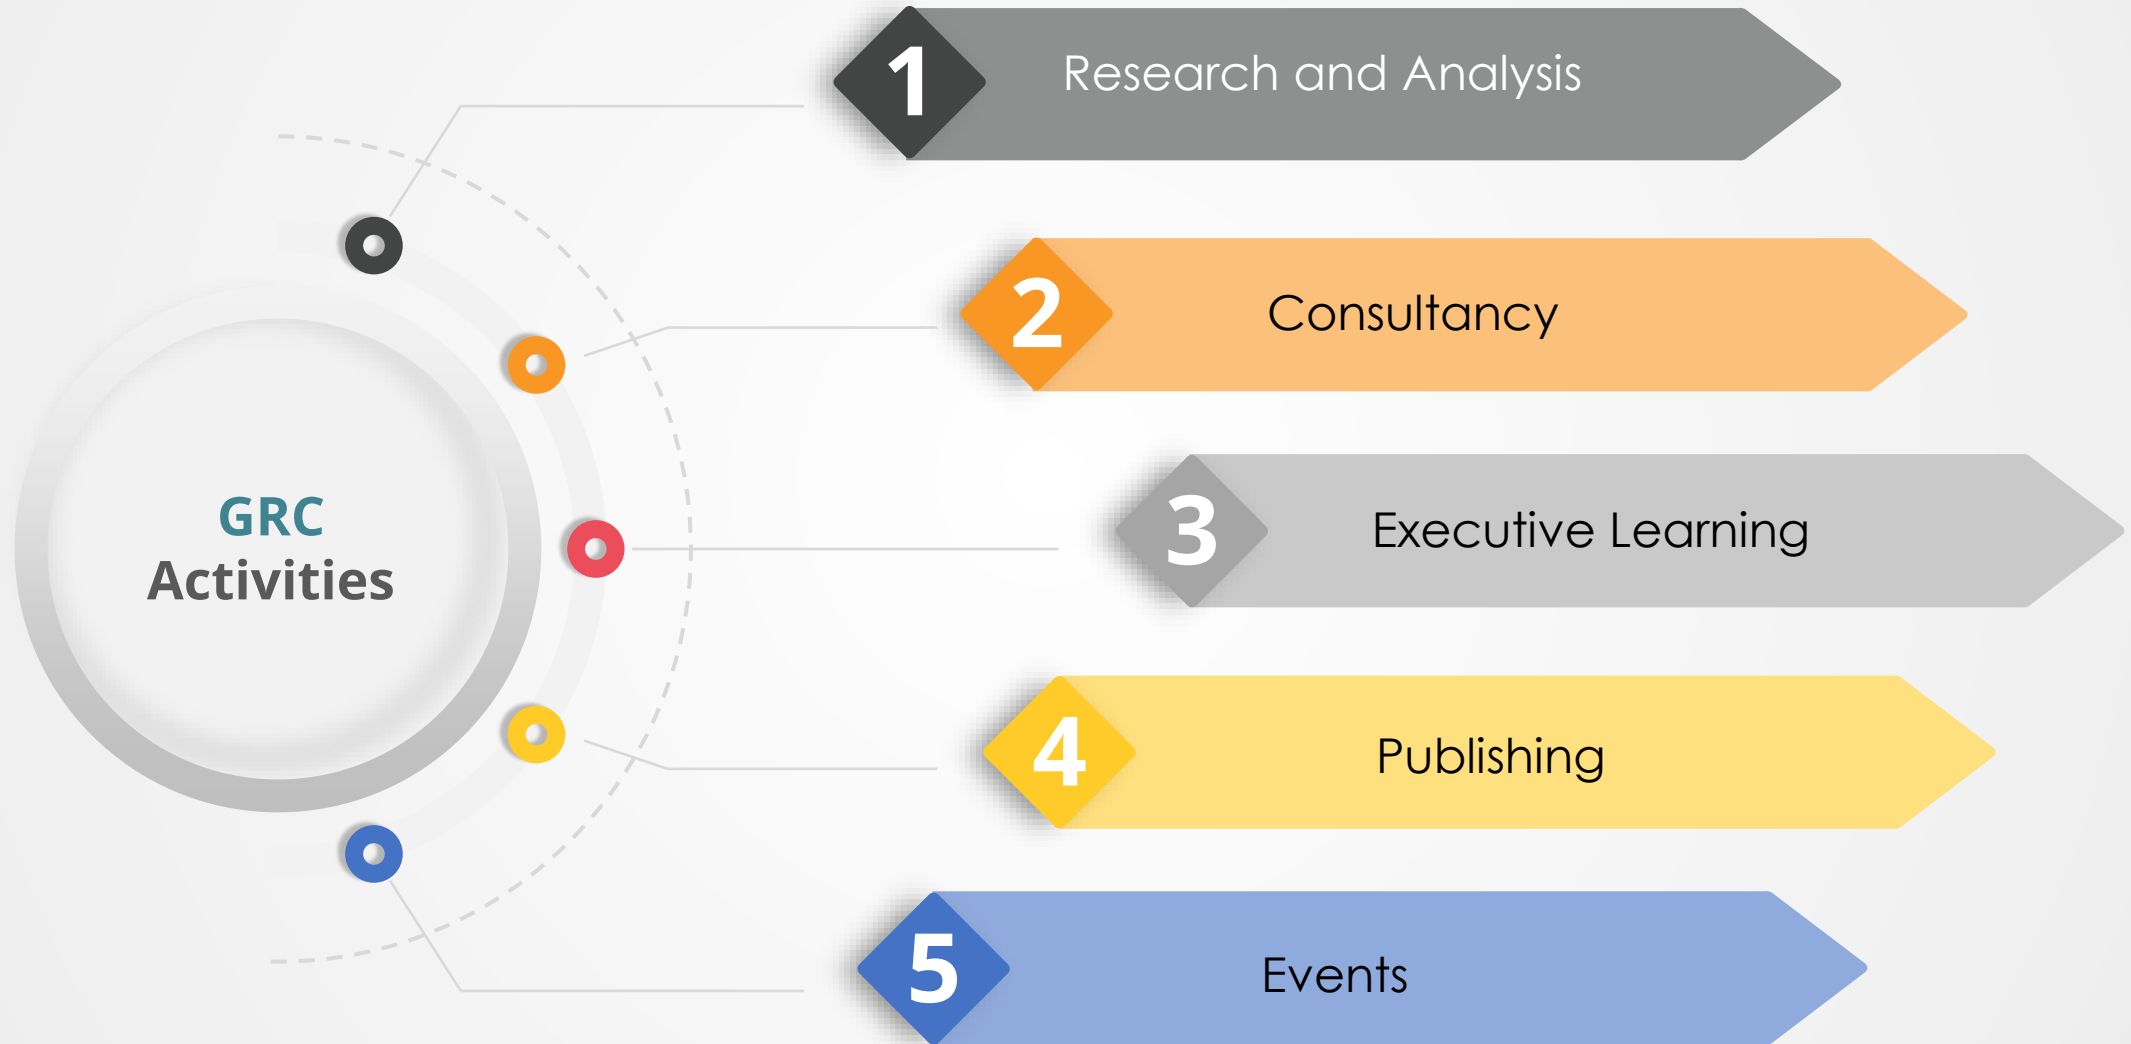 GRC
Activities
1
Research and Analysis
2
Consultancy
3
Executive Learning
4
Publishing
5
Events